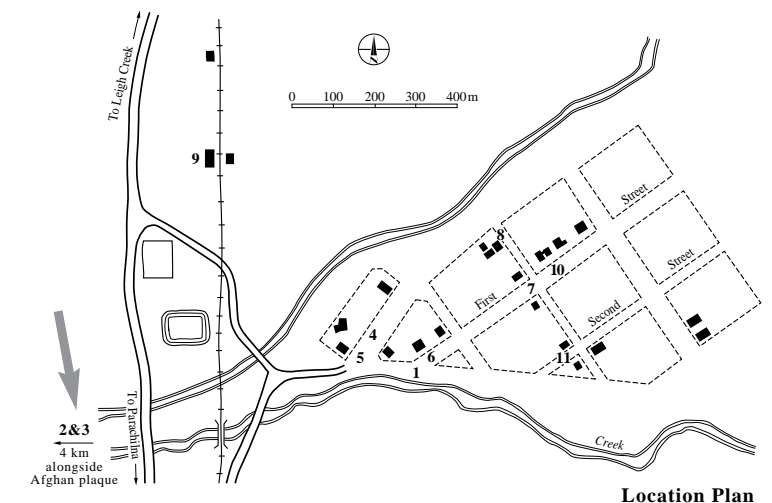 To Leigh Creek
N
0 100 200 300 400m
9
8
Street
10
7
First
Street
Second
4
5
6
1
11
To Parachilna
2&3
4 km
alongside
Afghan plaque
Creek
Location Plan